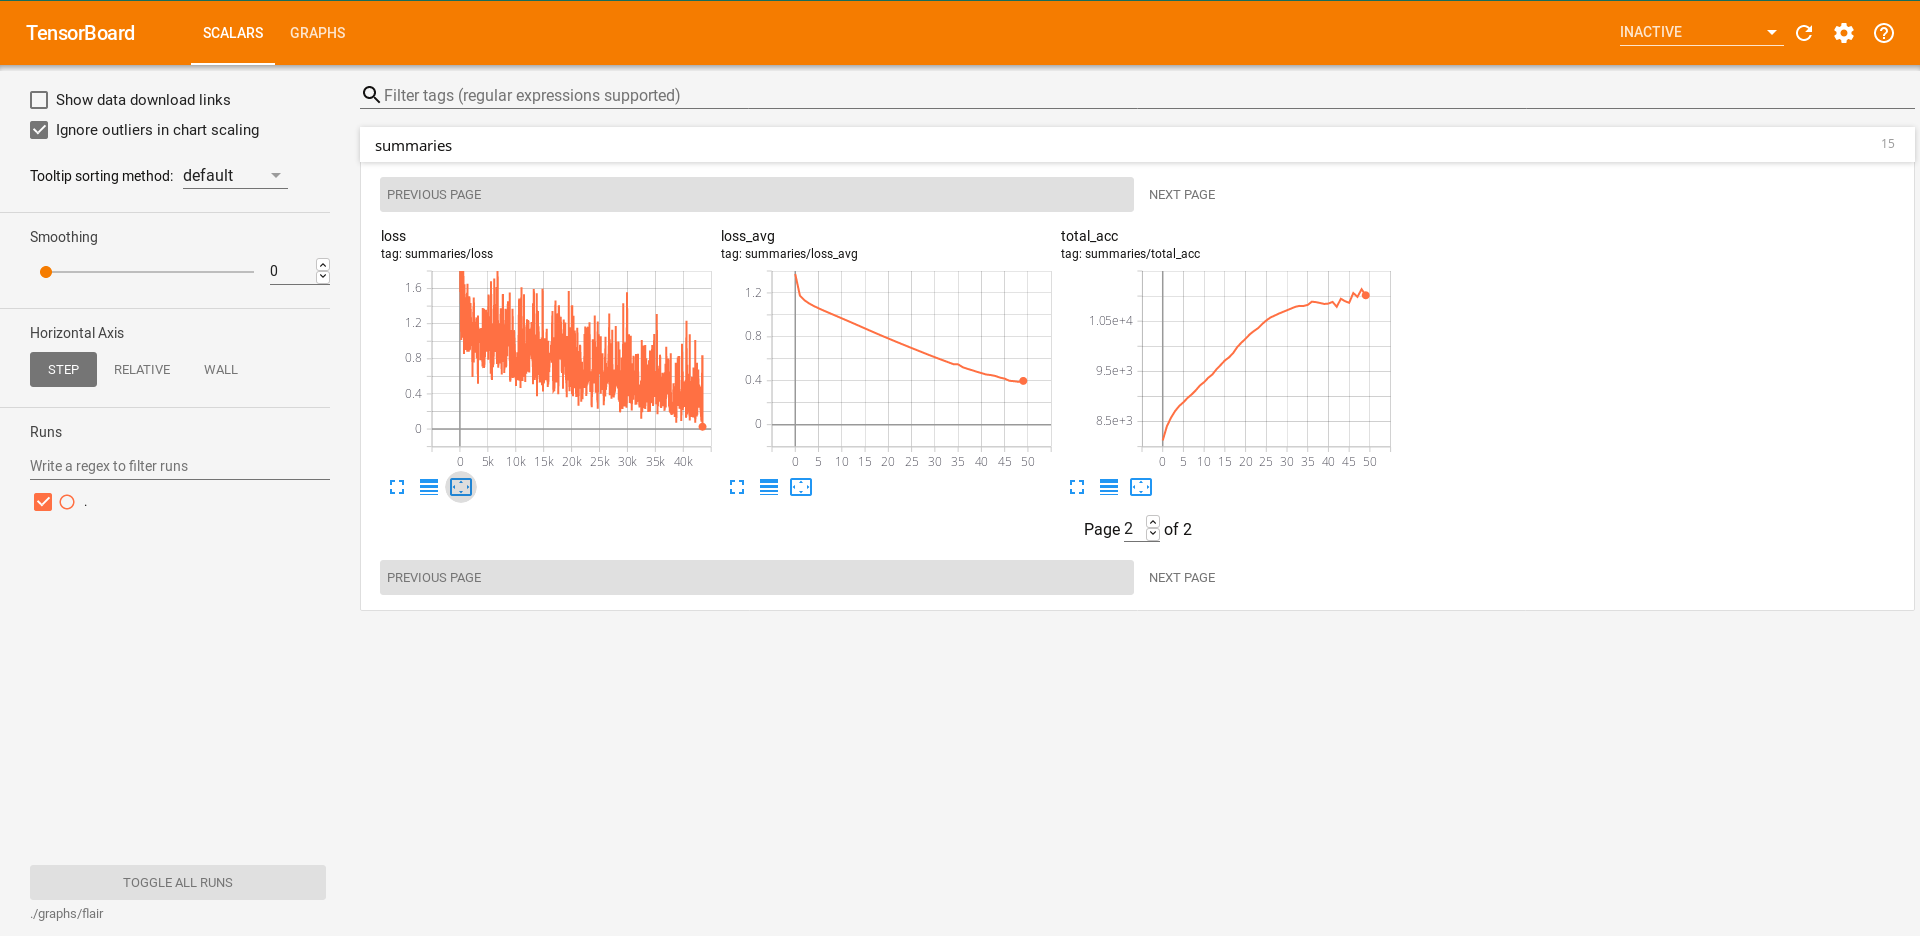 TensorBoard
SCALARS
GRAPHS
INACTIVE
Show data download links
Ignore outliers in chart scaling
Tooltip sorting method: default
Smoothing
0
Horizontal Axis
STEP RELATIVE WALL
Runs
Write a regex to filter runs
.
TOGGLE ALL RUNS
./graphs/flair
Filter tags (regular expressions supported)
summaries 15
PREVIOUS PAGE NEXT PAGE
loss
tag: summaries/loss
1.6
1.2
0.8
0.4
0
0 5k 10k 15k 20k 25k 30k 35k 40k
loss_avg
tag: summaries/loss_avg
1.2
0.8
0.4
0
0 5 10 15 20 25 30 35 40 45 50
total_acc
tag: summaries/total_acc
1.05e+4
9.5e+3
8.5e+3
0 5 10 15 20 25 30 35 40 45 50
Page 2 of 2
PREVIOUS PAGE NEXT PAGE